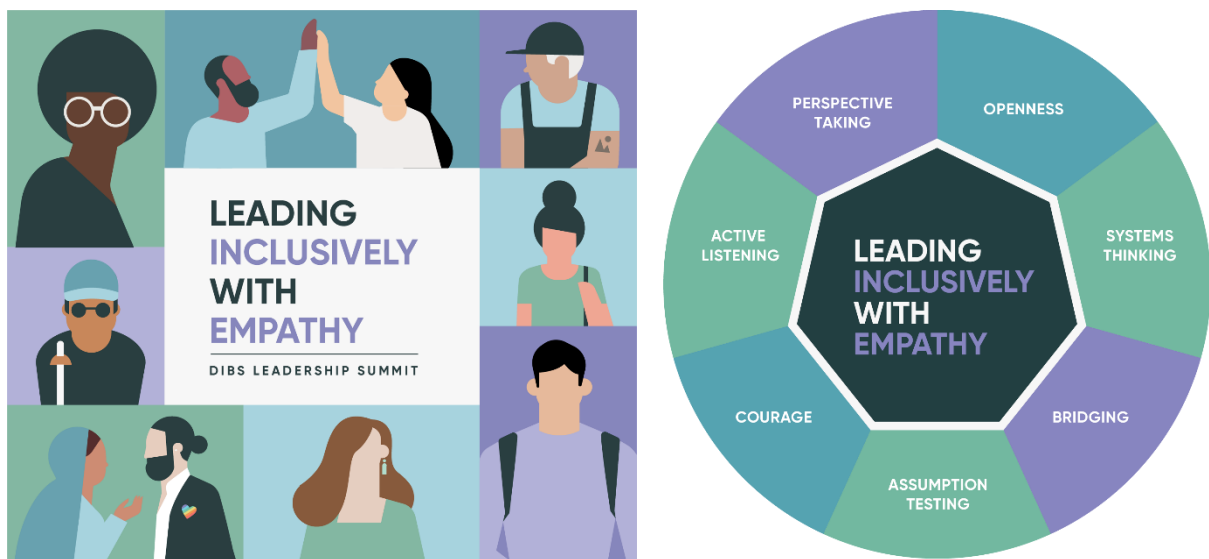 LEADING
INCLUSIVELY
WITH
EMPATHY
DIBS LEADERSHIP SUMMIT
PERSPECTIVE
TAKING
OPENNESS
SYSTEMS
THINKING
BRIDGING
ASSUMPTION
TESTING
COURAGE
ACTIVE
LISTENING
LEADING
INCLUSIVELY
WITH
EMPATHY